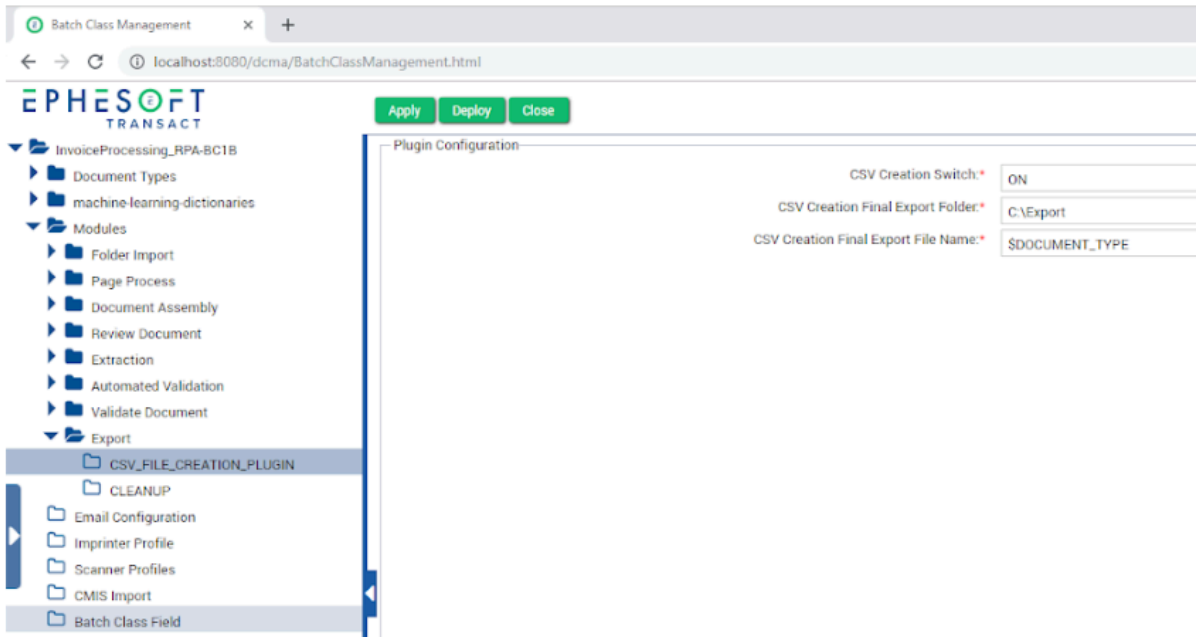 Batch Class Management
localhost:8080/dcma/BatchClassManagement.html
EPHESOFT
TRANSACT
Apply Deploy Close
InvoiceProcessing_RPA-BC1B
Document Types
machine-learning-dictionaries
Modules
Folder Import
Page Process
Document Assembly
Review Document
Extraction
Automated Validation
Validate Document
Export
CSV_FILE_CREATION_PLUGIN
CLEANUP
Email Configuration
Imprinter Profile
Scanner Profiles
CMIS Import
Batch Class Field
Plugin Configuration
CSV Creation Switch:* ON
CSV Creation Final Export Folder:* C:\Export
CSV Creation Final Export File Name:* $DOCUMENT_TYPE